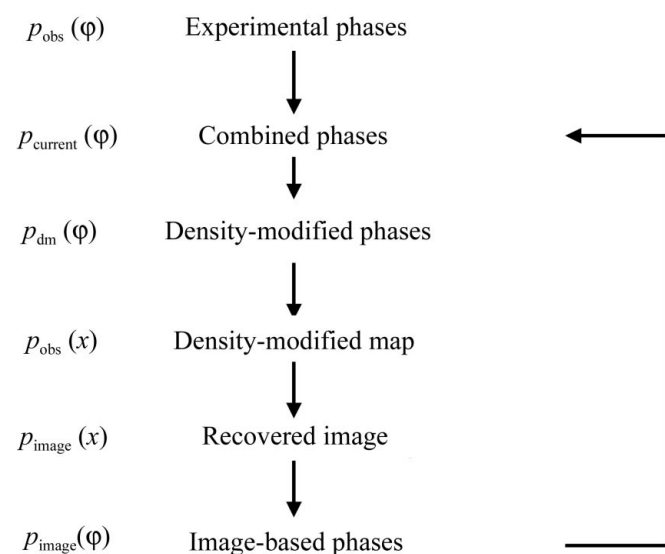 p_obs (φ) Experimental phases
p_current (φ) Combined phases
p_dm (φ) Density-modified phases
p_obs (x) Density-modified map
p_image (x) Recovered image
p_image(φ) Image-based phases